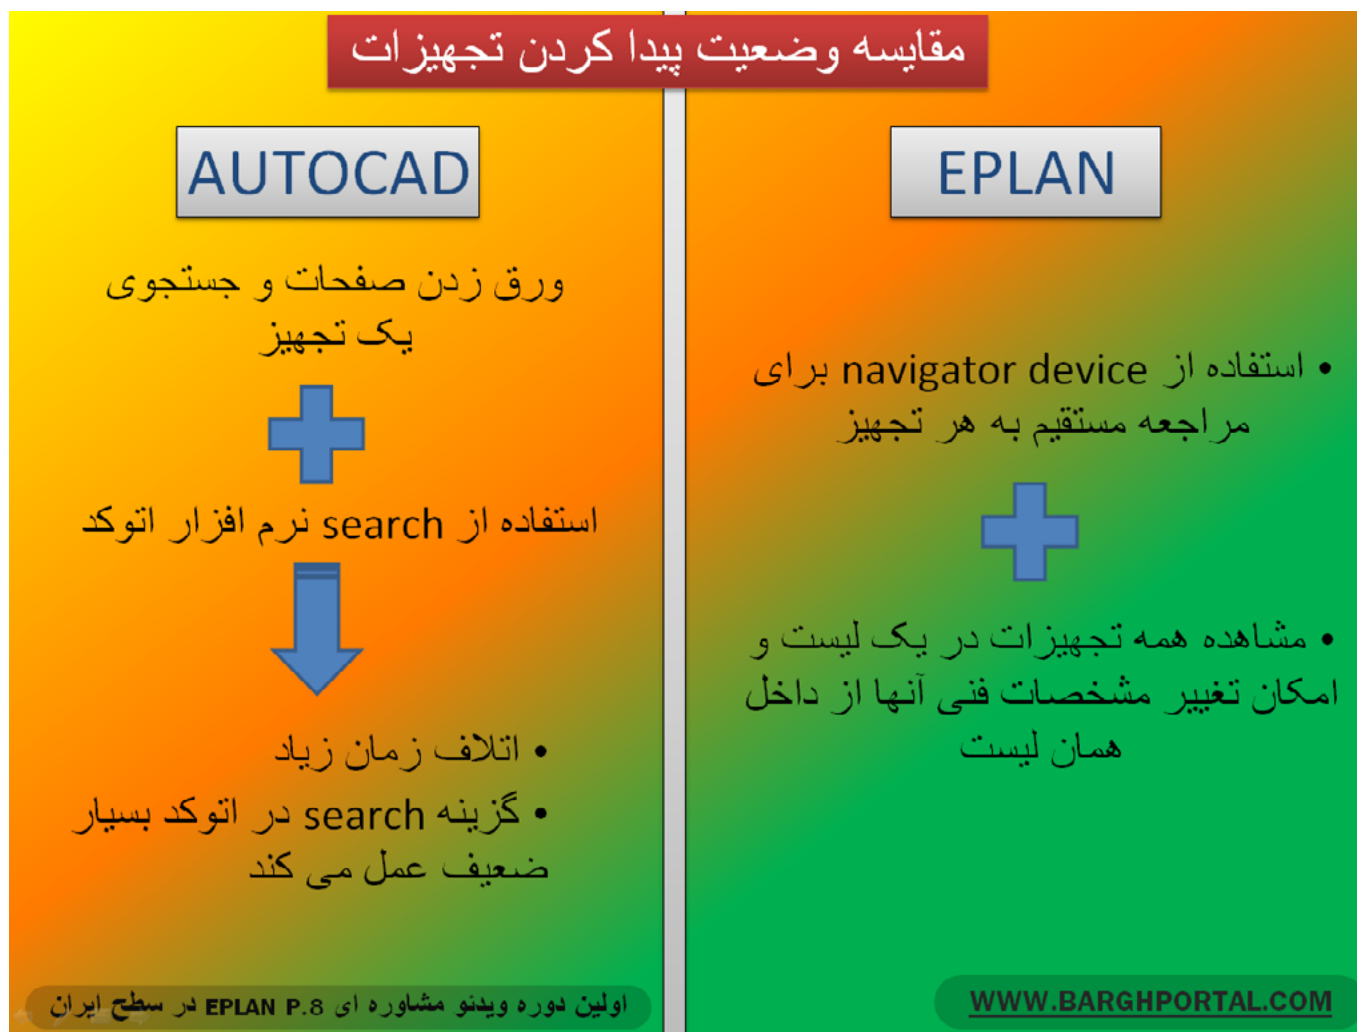 مقایسه وضعیت پیدا کردن تجهیزات
AUTOCAD
ورق زدن صفحات و جستجوی
یک تجهیز
استفاده از search نرم افزار اتوکد
• اتلاف زمان زیاد
• گزینه search در اتوکد بسیار
ضعیف عمل می کند
اولین دوره ویدئو مشاوره ای EPLAN P.8 در سطح ایران
EPLAN
• استفاده از navigator device برای
مراجعه مستقیم به هر تجهیز
• مشاهده همه تجهیزات در یک لیست و
امکان تغییر مشخصات فنی آنها از داخل
همان لیست
WWW.BARGHPORTAL.COM